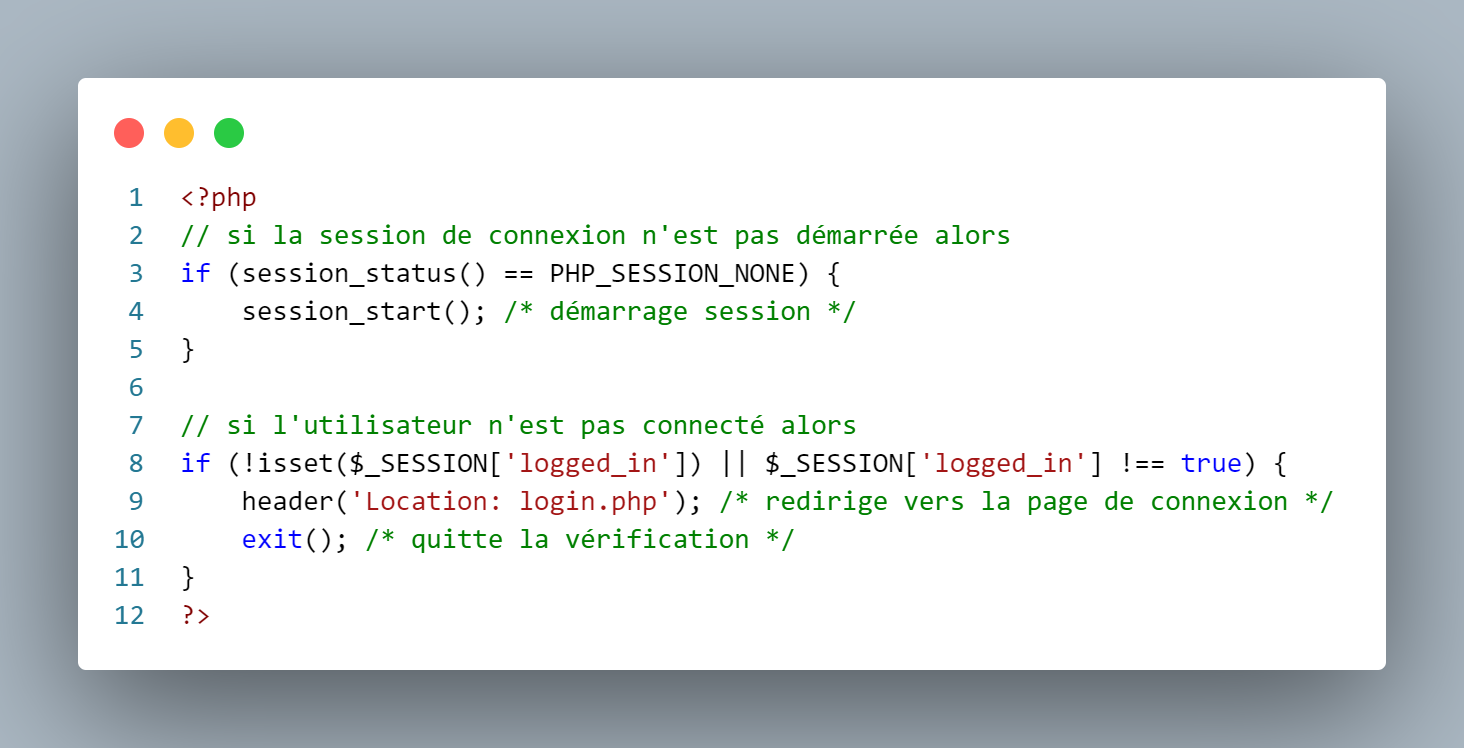 1 <?php
2 // si la session de connexion n'est pas démarrée alors
3 if (session_status() == PHP_SESSION_NONE) {
4     session_start(); /* démarrage session */
5 }
6
7 // si l'utilisateur n'est pas connecté alors
8 if (!isset($_SESSION['logged_in']) || $_SESSION['logged_in'] !== true) {
9     header('Location: login.php'); /* redirige vers la page de connexion */
10     exit(); /* quitte la vérification */
11 }
12 ?>